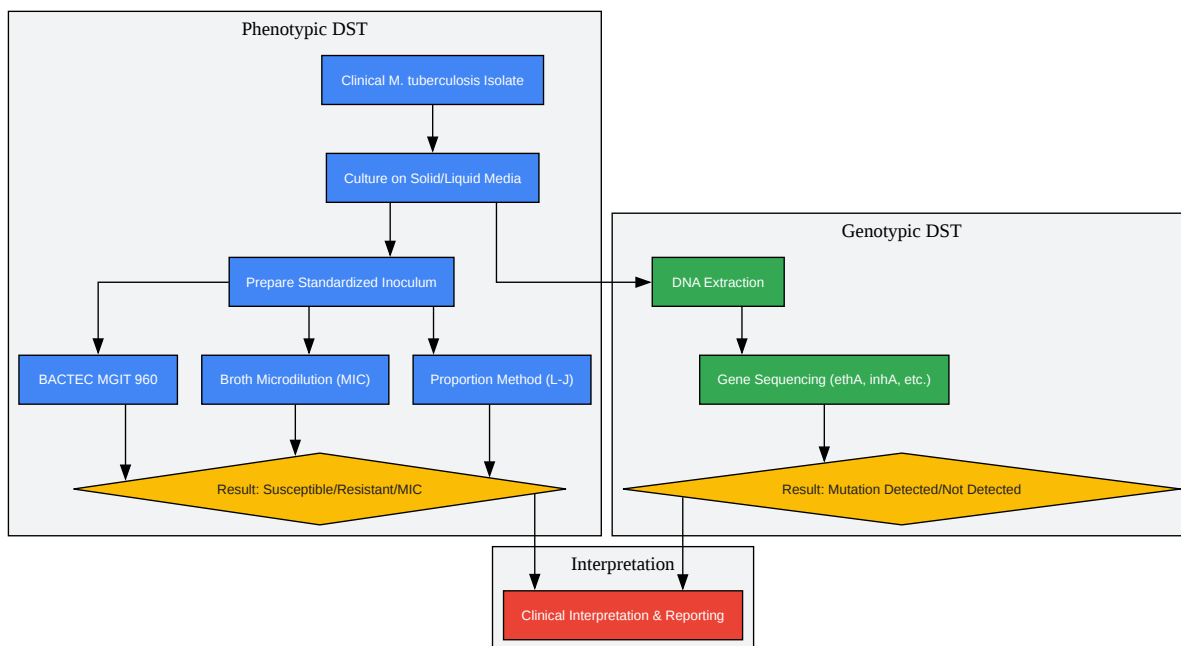 Phenotypic DST
Clinical M. tuberculosis Isolate
Culture on Solid/Liquid Media
Prepare Standardized Inoculum
BACTEC MGIT 960
Broth Microdilution (MIC)
Proportion Method (L-J)
Result: Susceptible/Resistant/MIC
Genotypic DST
DNA Extraction
Gene Sequencing (ethA, inhA, etc.)
Result: Mutation Detected/Not Detected
Interpretation
Clinical Interpretation & Reporting